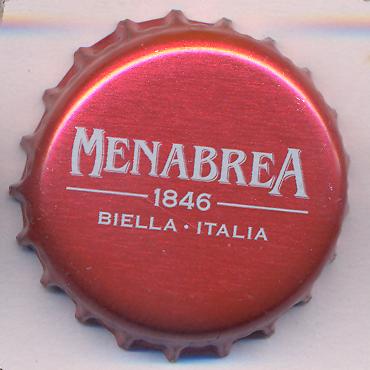 MENABREA
1846
BIELLA · ITALIA